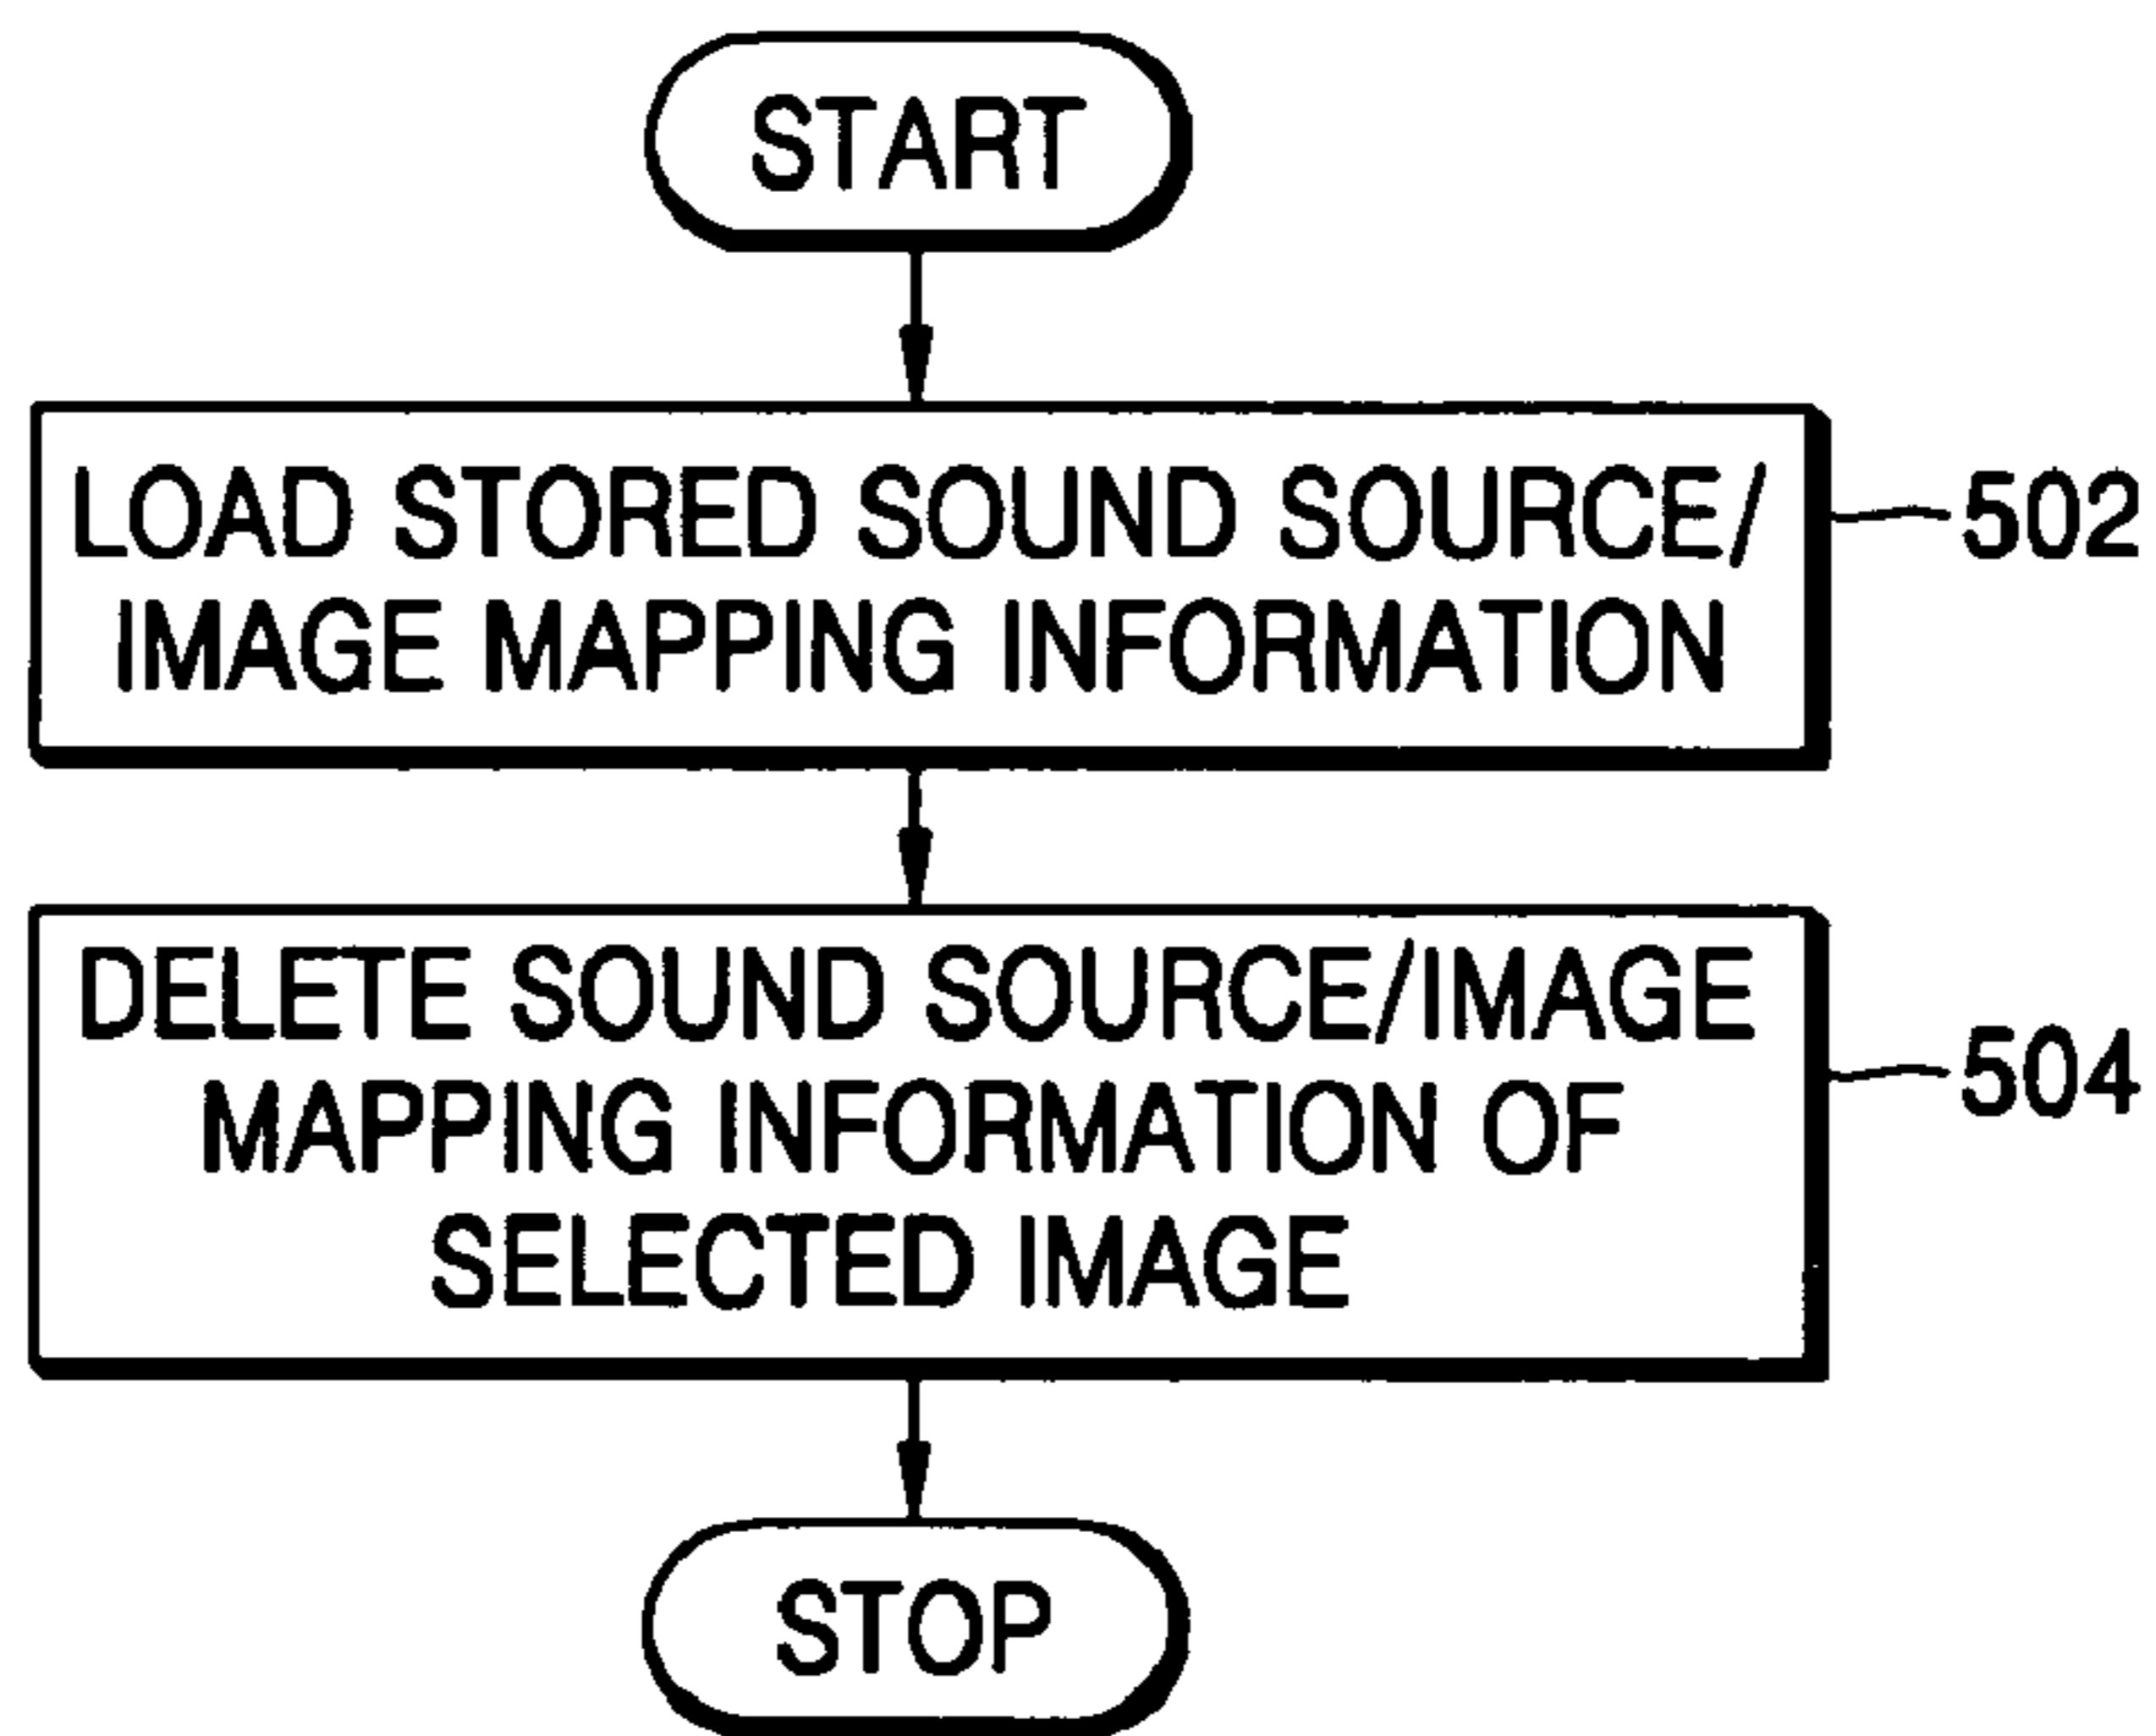 START
LOAD STORED SOUND SOURCE/
IMAGE MAPPING INFORMATION
502
DELETE SOUND SOURCE/IMAGE
MAPPING INFORMATION OF
SELECTED IMAGE
504
STOP